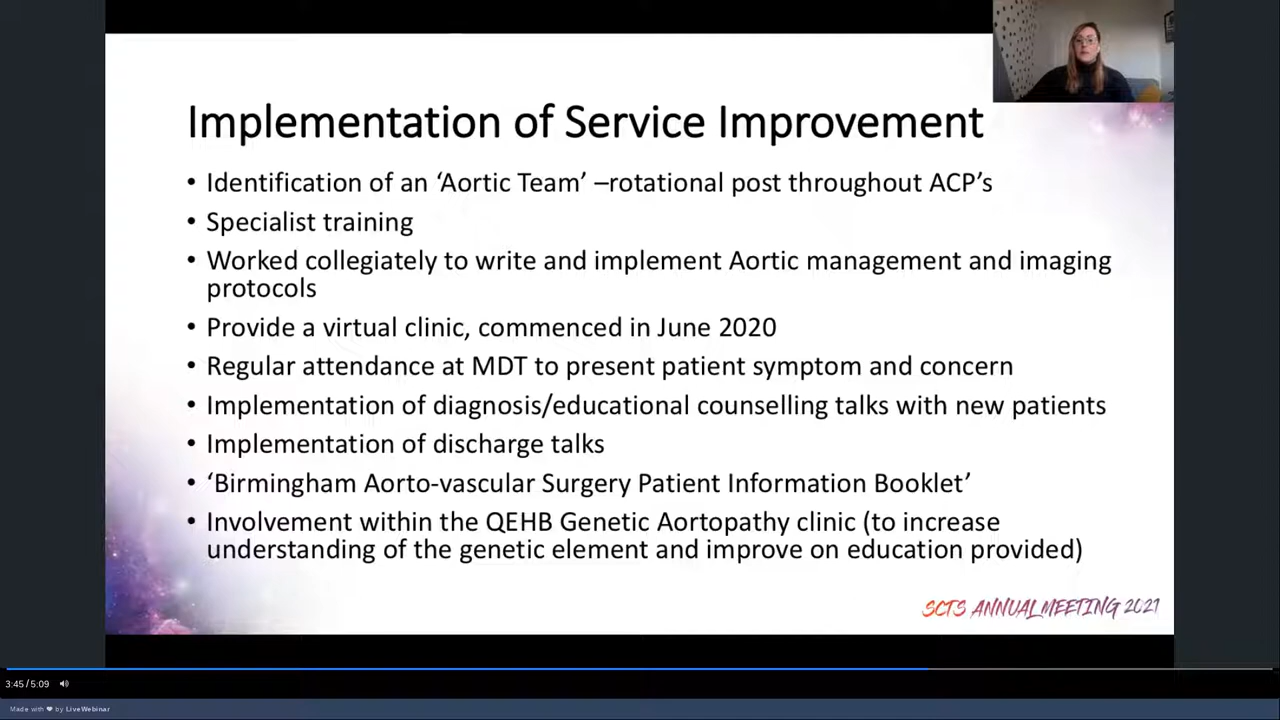 Implementation of Service Improvement
• Identification of an ‘Aortic Team’ –rotational post throughout ACP’s
• Specialist training
• Worked collegiately to write and implement Aortic management and imaging
protocols
• Provide a virtual clinic, commenced in June 2020
• Regular attendance at MDT to present patient symptom and concern
• Implementation of diagnosis/educational counselling talks with new patients
• Implementation of discharge talks
• ‘Birmingham Aorto-vascular Surgery Patient Information Booklet’
• Involvement within the QEHB Genetic Aortopathy clinic (to increase
understanding of the genetic element and improve on education provided)
SCTS ANNUAL MEETING 2021
3:45/5:09
Made with ❤ by LiveWebinar